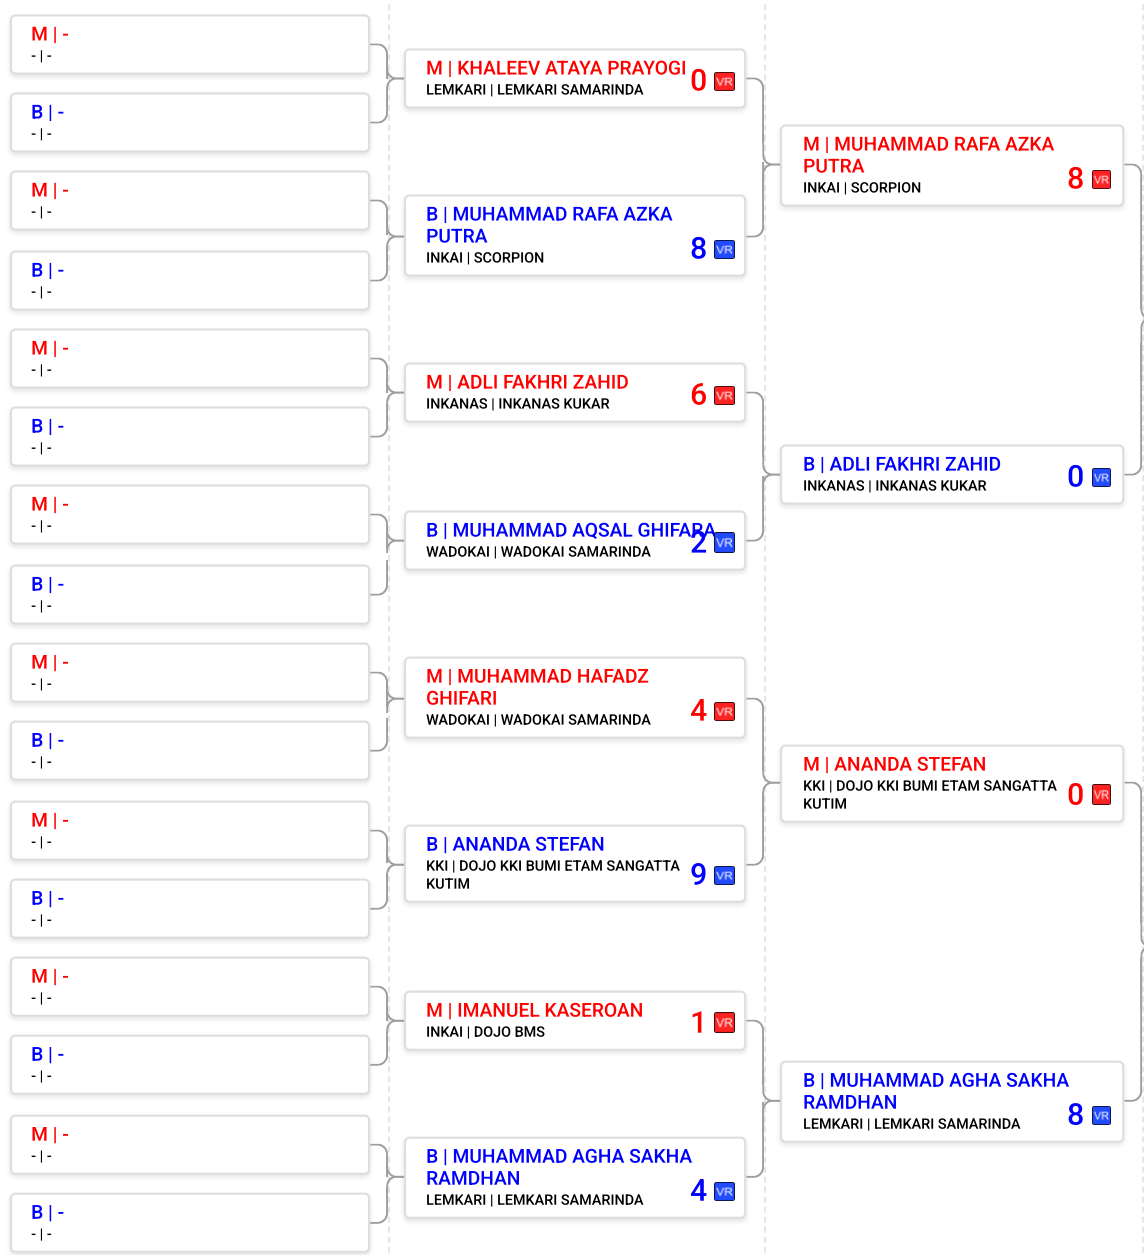 M | -
- | -
B | -
- | -
M | -
- | -
B | -
- | -
M | -
- | -
B | -
- | -
M | -
- | -
B | -
- | -
M | -
- | -
B | -
- | -
M | -
- | -
B | -
- | -
M | -
- | -
B | -
- | -
M | -
- | -
B | -
- | -
M | KHALEEV ATAYA PRAYOGI
LEMKARI | LEMKARI SAMARINDA
0 VR
B | MUHAMMAD RAFA AZKA
PUTRA
INKAI | SCORPION
8 VR
M | ADLI FAKHRI ZAHID
INKANAS | INKANAS KUKAR
6 VR
B | MUHAMMAD AQSAL GHIFARA
WADOKAI | WADOKAI SAMARINDA
2 VR
M | MUHAMMAD HAFADZ
GHIFARI
WADOKAI | WADOKAI SAMARINDA
4 VR
B | ANANDA STEFAN
KKI | DOJO KKI BUMI ETAM SANGATTA
KUTIM
9 VR
M | IMANUEL KASEROAN
INKAI | DOJO BMS
1 VR
B | MUHAMMAD AGHA SAKHA
RAMDHAN
LEMKARI | LEMKARI SAMARINDA
4 VR
M | MUHAMMAD RAFA AZKA
PUTRA
INKAI | SCORPION
8 VR
B | ADLI FAKHRI ZAHID
INKANAS | INKANAS KUKAR
0 VR
M | ANANDA STEFAN
KKI | DOJO KKI BUMI ETAM SANGATTA
KUTIM
0 VR
B | MUHAMMAD AGHA SAKHA
RAMDHAN
LEMKARI | LEMKARI SAMARINDA
8 VR